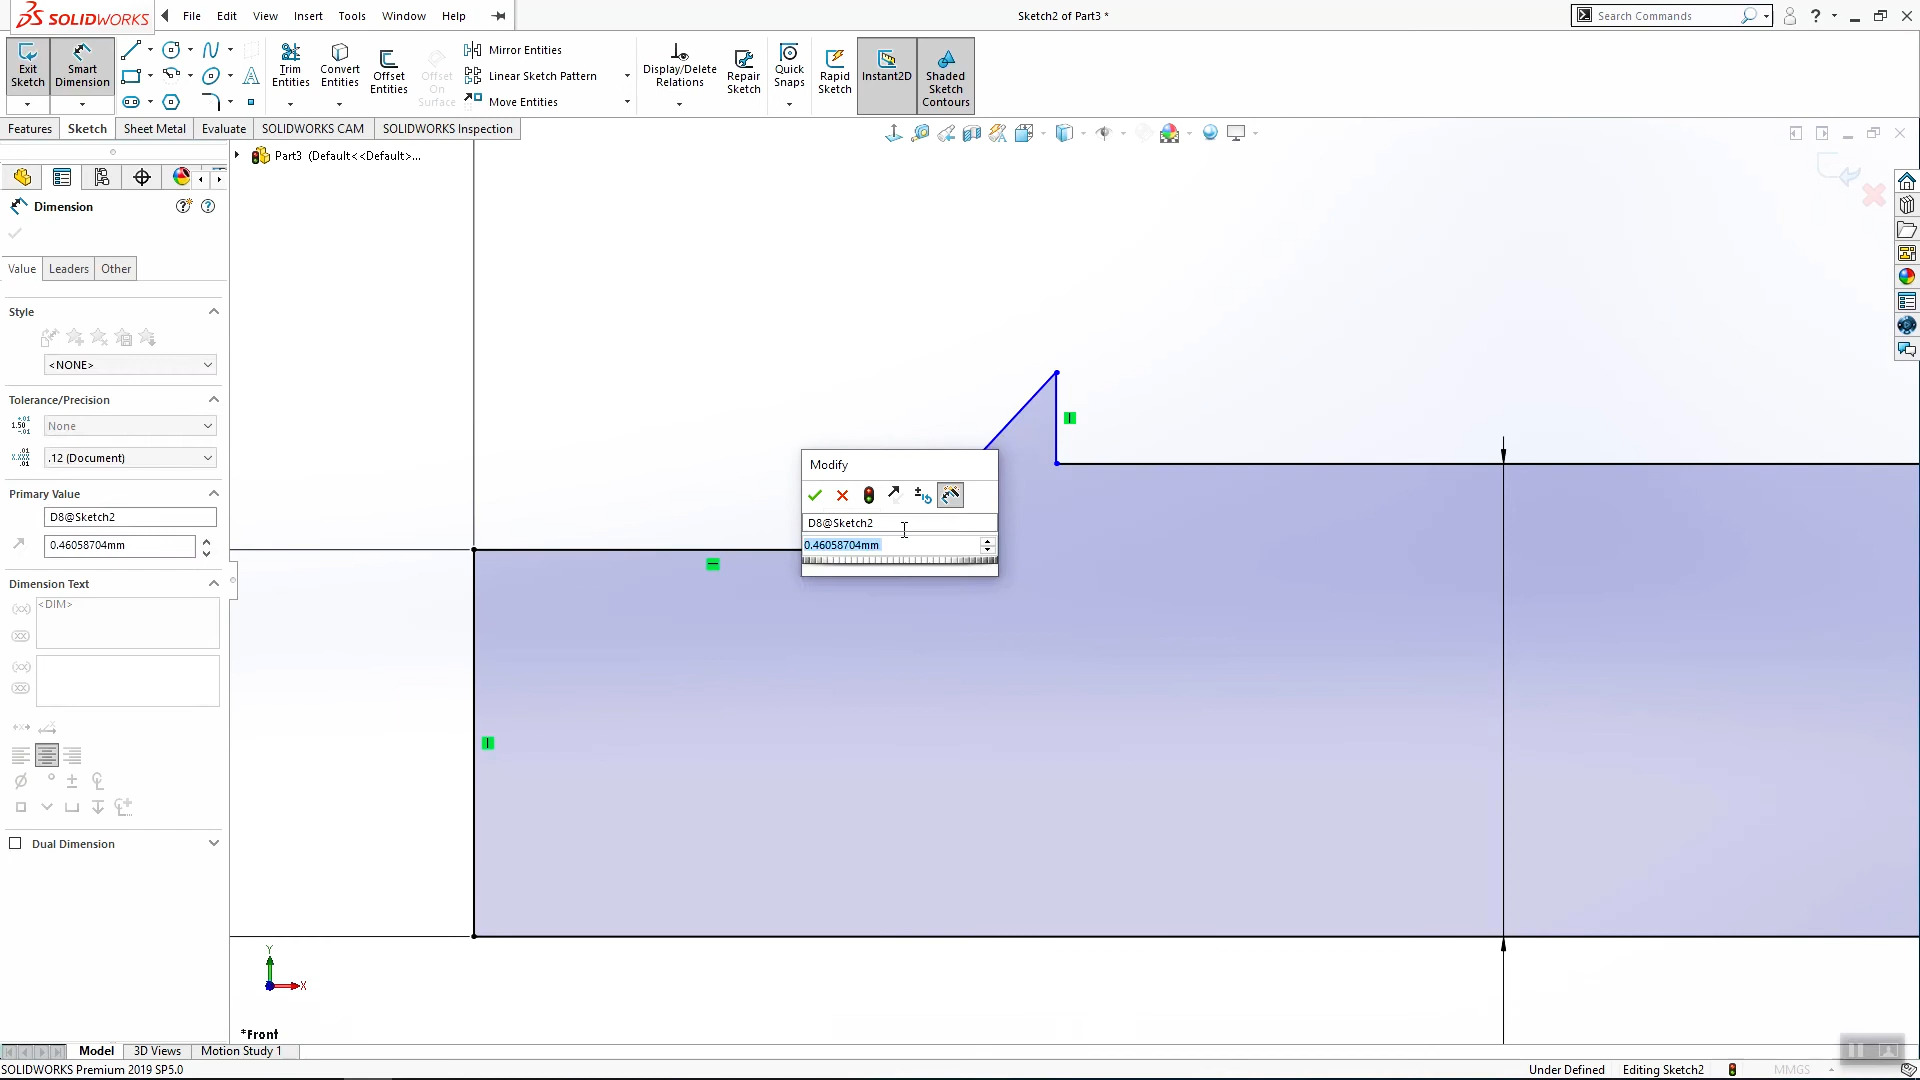 SOLIDWORKS
File
Edit
View
Insert
Tools
Window
Help
Sketch2 of Part3 *
Search Commands
?
Exit Sketch
Smart Dimension
Trim Entities
Convert Entities
Offset Entities
Offset On Surface
Mirror Entities
Linear Sketch Pattern
Move Entities
Display/Delete Relations
Repair Sketch
Quick Snaps
Rapid Sketch
Instant2D
Shaded Sketch Contours
Features
Sketch
Sheet Metal
Evaluate
SOLIDWORKS CAM
SOLIDWORKS Inspection
Part3 (Default<<Default>...
Dimension
Value
Leaders
Other
Style
<NONE>
Tolerance/Precision
None
.12 (Document)
Primary Value
D8@Sketch2
0.46058704mm
Dimension Text
<DIM>
Dual Dimension
Modify
D8@Sketch2
0.46058704mm
Y
X
*Front
Model
3D Views
Motion Study 1
SOLIDWORKS Premium 2019 SP5.0
Under Defined
Editing Sketch2
MMGS